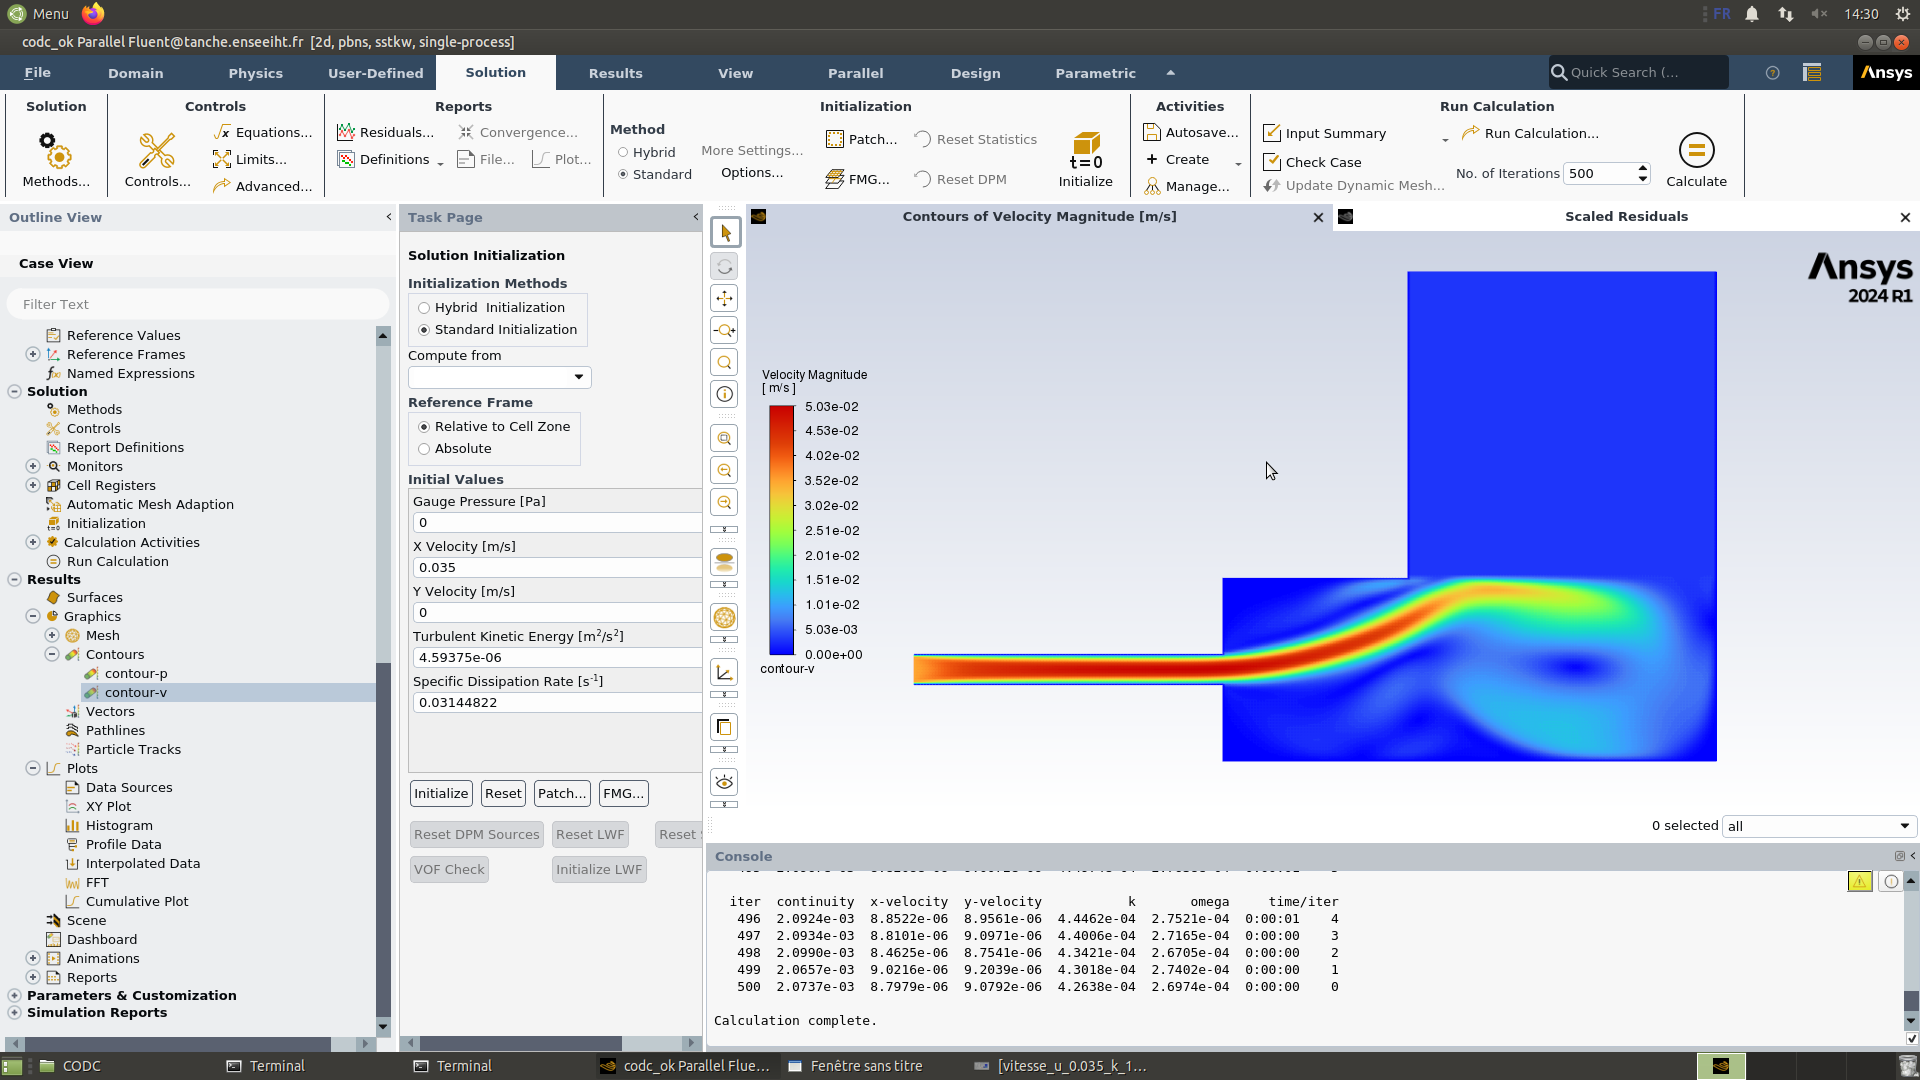 Menu
FR
14:30
codc_ok Parallel Fluent@tanche.enseeiht.fr [2d, pbns, sstkw, single-process]
File Domain Physics User-Defined Solution Results View Parallel Design Parametric
Quick Search (...
Ansys
Solution
Methods...
Controls
Controls...
Equations...
Limits...
Advanced...
Reports
Residuals...
Convergence...
Definitions
File...
Plot...
Initialization
Method
Hybrid
Standard
More Settings...
Options...
Patch...
Reset Statistics
FMG...
Reset DPM
t=0
Initialize
Activities
Autosave...
Create
Manage...
Run Calculation
Input Summary
Run Calculation...
Check Case
Update Dynamic Mesh...
No. of Iterations 500
Calculate
Outline View
Case View
Filter Text
Reference Values
Reference Frames
Named Expressions
Solution
Methods
Controls
Report Definitions
Monitors
Cell Registers
Automatic Mesh Adaption
Initialization
Calculation Activities
Run Calculation
Results
Surfaces
Graphics
Mesh
Contours
contour-p
contour-v
Vectors
Pathlines
Particle Tracks
Plots
Data Sources
XY Plot
Histogram
Profile Data
Interpolated Data
FFT
Cumulative Plot
Scene
Dashboard
Animations
Reports
Parameters & Customization
Simulation Reports
Task Page
Solution Initialization
Initialization Methods
Hybrid Initialization
Standard Initialization
Compute from
Reference Frame
Relative to Cell Zone
Absolute
Initial Values
Gauge Pressure [Pa]
0
X Velocity [m/s]
0.035
Y Velocity [m/s]
0
Turbulent Kinetic Energy [m²/s²]
4.59375e-06
Specific Dissipation Rate [s⁻¹]
0.03144822
Initialize Reset Patch... FMG...
Reset DPM Sources Reset LWF Reset
VOF Check Initialize LWF
Contours of Velocity Magnitude [m/s]
Scaled Residuals
Ansys
2024 R1
Velocity Magnitude
[ m/s ]
5.03e-02
4.53e-02
4.02e-02
3.52e-02
3.02e-02
2.51e-02
2.01e-02
1.51e-02
1.01e-02
5.03e-03
0.00e+00
contour-v
0 selected all
Console
iter continuity x-velocity y-velocity k omega time/iter
496 2.0924e-03 8.8522e-06 8.9561e-06 4.4462e-04 2.7521e-04 0:00:01 4
497 2.0934e-03 8.8101e-06 9.0971e-06 4.4006e-04 2.7165e-04 0:00:00 3
498 2.0990e-03 8.4625e-06 8.7541e-06 4.3421e-04 2.6705e-04 0:00:00 2
499 2.0657e-03 9.0216e-06 9.2039e-06 4.3018e-04 2.7402e-04 0:00:00 1
500 2.0737e-03 8.7979e-06 9.0792e-06 4.2638e-04 2.6974e-04 0:00:00 0
Calculation complete.
CODC
Terminal
Terminal
codc_ok Parallel Flue...
Fenêtre sans titre
[vitesse_u_0.035_k_1...